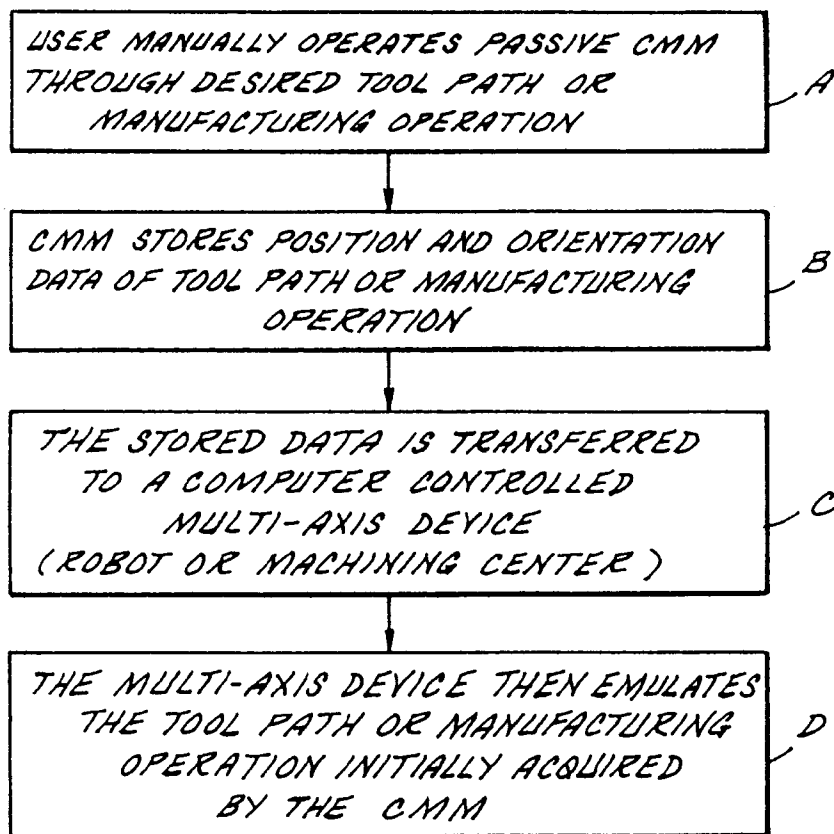 USER MANUALLY OPERATES PASSIVE CMM
THROUGH DESIRED TOOL PATH OR
MANUFACTURING OPERATION
A
CMM STORES POSITION AND ORIENTATION
DATA OF TOOL PATH OR MANUFACTURING
OPERATION
B
THE STORED DATA IS TRANSFERRED
TO A COMPUTER CONTROLLED
MULTI-AXIS DEVICE
(ROBOT OR MACHINING CENTER)
C
THE MULTI-AXIS DEVICE THEN EMULATES
THE TOOL PATH OR MANUFACTURING
OPERATION INITIALLY ACQUIRED
BY THE CMM
D